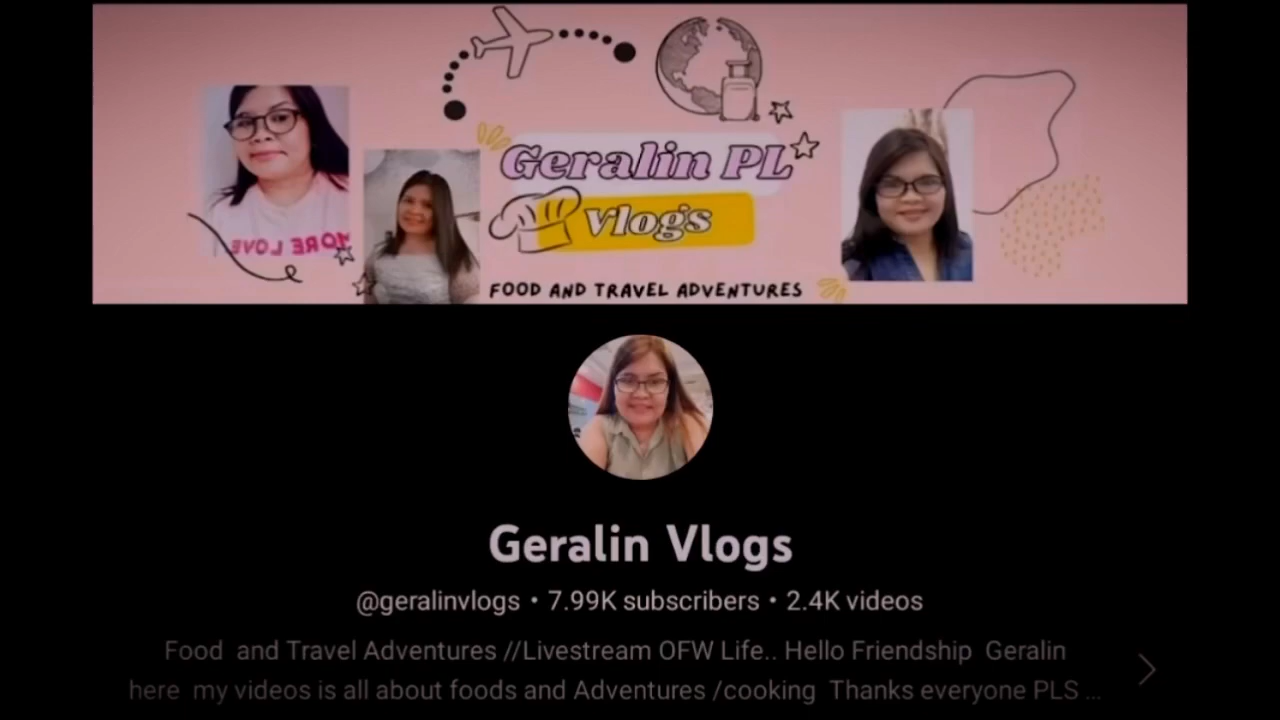 MORE LOVE
Geralin PL
Vlogs
FOOD AND TRAVEL ADVENTURES
Geralin Vlogs
@geralinvlogs • 7.99K subscribers • 2.4K videos
Food and Travel Adventures //Livestream OFW Life.. Hello Friendship Geralin
here my videos is all about foods and Adventures /cooking Thanks everyone PLS ...